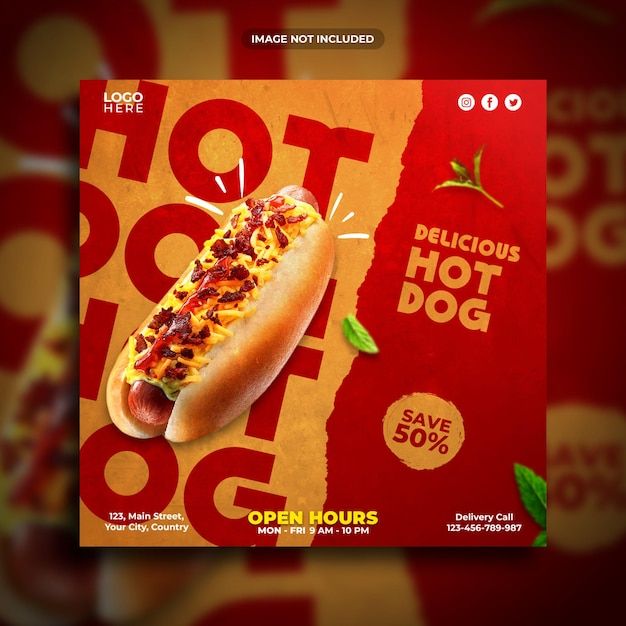 IMAGE NOT INCLUDED
LOGO
HERE
HOT
DOG
HOT
DOG
DELICIOUS
HOT
DOG
SAVE
50%
123, Main Street,
Your City, Country
OPEN HOURS
MON - FRI 9 AM - 10 PM
Delivery Call
123-456-789-987